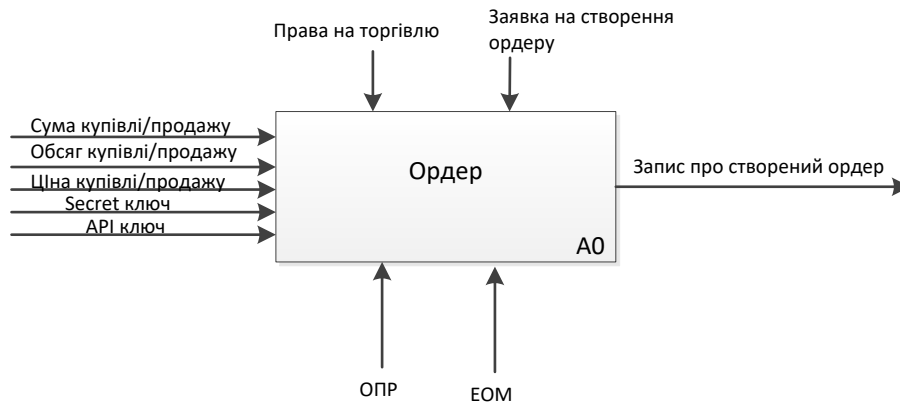 Права на торгівлю
Заявка на створення
ордеру
Сума купівлі/продажу
Обсяг купівлі/продажу
ЦІна купівлі/продажу
Secret ключ
API ключ
Ордер
A0
Запис про створений ордер
ОПР
ЕОМ